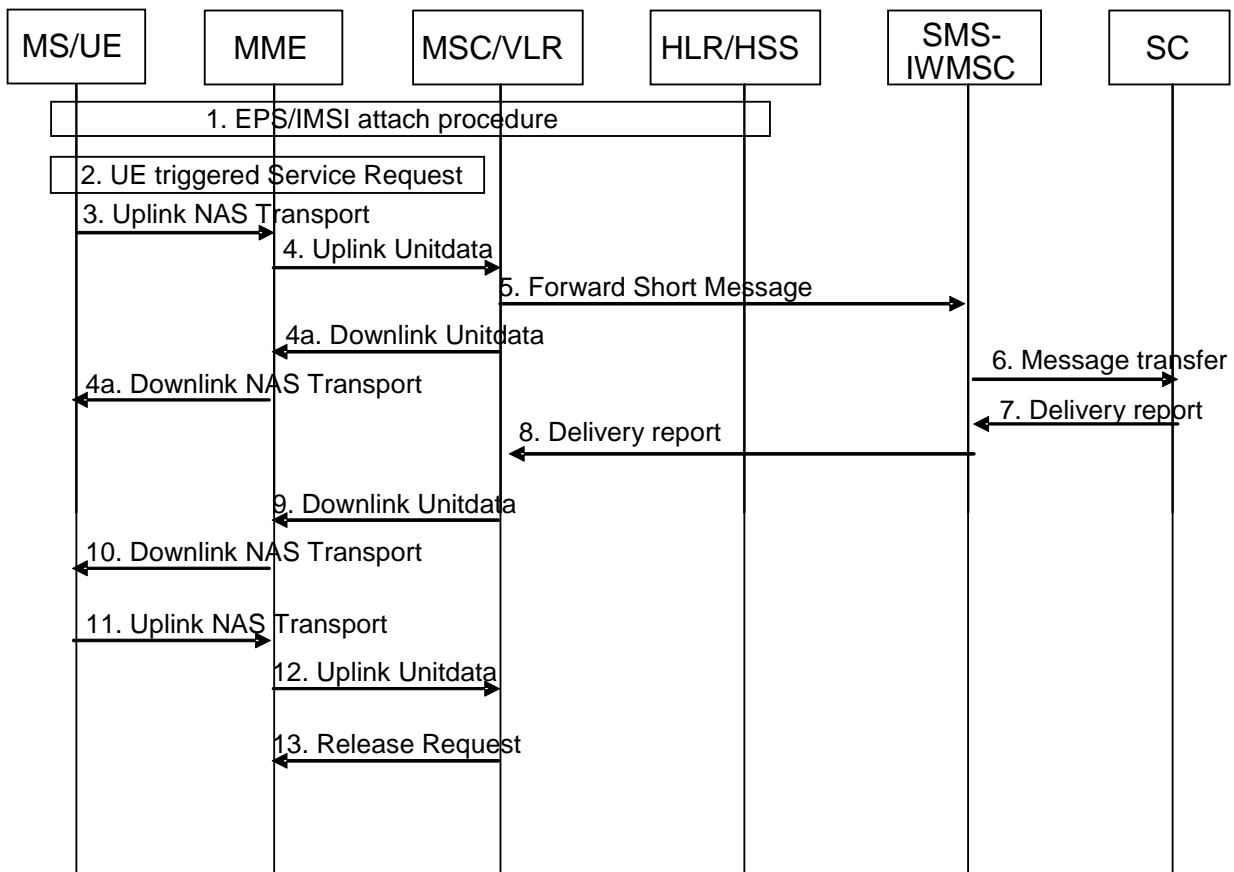 MS/UE
MME
MSC/VLR
HLR/HSS
SMS-
IWMSC
SC
1. EPS/IMSI attach procedure
2. UE triggered Service Request
3. Uplink NAS Transport
4. Uplink Unitdata
5. Forward Short Message
4a. Downlink Unitdata
6. Message transfer
4a. Downlink NAS Transport
7. Delivery report
8. Delivery report
9. Downlink Unitdata
10. Downlink NAS Transport
11. Uplink NAS Transport
12. Uplink Unitdata
13. Release Request